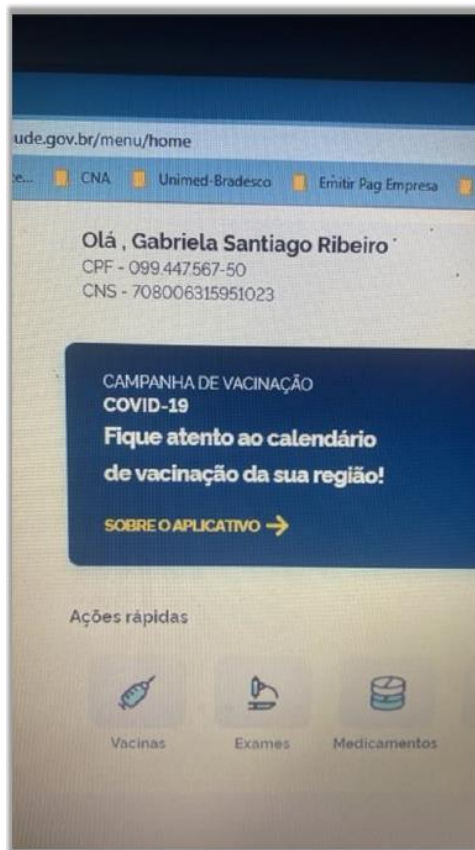 ude.gov.br/menu/home
CNA Unimed-Bradesco Emitir Pag Empresa
Olá , Gabriela Santiago Ribeiro
CPF - 099.447.567-50
CNS - 708006315951023
CAMPANHA DE VACINAÇÃO
COVID-19
Fique atento ao calendário
de vacinação da sua região!
SOBRE O APLICATIVO →
Ações rápidas
Vacinas Exames Medicamentos